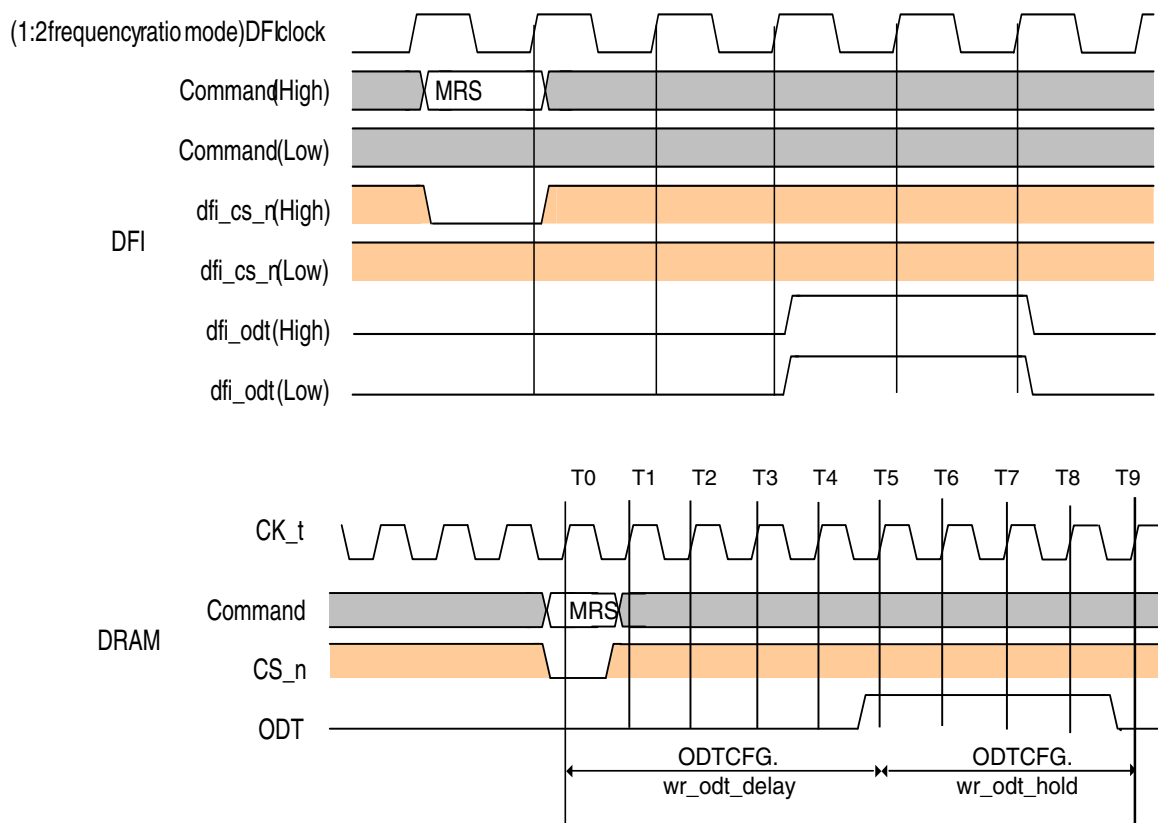 (1:2frequencyratio mode)DFIclock
Command(High)
MRS
Command(Low)
dfi_cs_n(High)
DFI
dfi_cs_n(Low)
dfi_odt(High)
dfi_odt(Low)
T0 T1 T2 T3 T4 T5 T6 T7 T8 T9
CK_t
Command
MRS
DRAM
CS_n
ODT
ODTCFG. ODTCFG.
wr_odt_delay wr_odt_hold